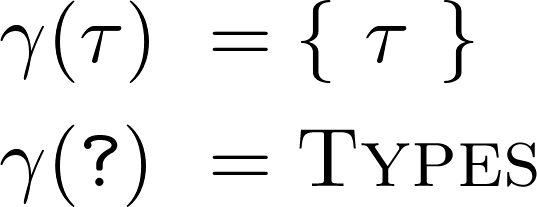 γ(τ) = { τ }
γ(?) = TYPES